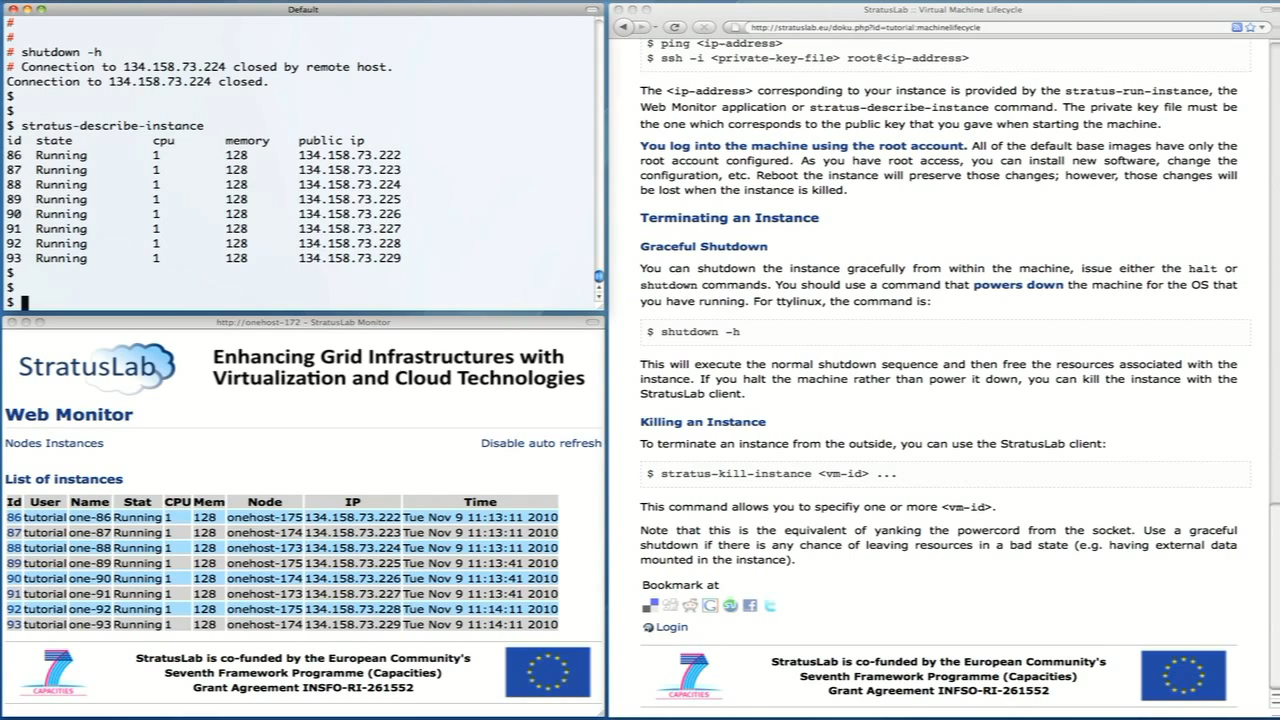 Default
#
#
# shutdown -h
# Connection to 134.158.73.224 closed by remote host.
Connection to 134.158.73.224 closed.
$
$
$ stratus-describe-instance
id state cpu memory public ip
86 Running 1 128 134.158.73.222
87 Running 1 128 134.158.73.223
88 Running 1 128 134.158.73.224
89 Running 1 128 134.158.73.225
90 Running 1 128 134.158.73.226
91 Running 1 128 134.158.73.227
92 Running 1 128 134.158.73.228
93 Running 1 128 134.158.73.229
$
$
$
http://onehost-172 – StratusLab Monitor
StratusLab
Enhancing Grid Infrastructures with
Virtualization and Cloud Technologies
Web Monitor
Nodes Instances Disable auto refresh
List of instances
Id User Name Stat CPU Mem Node IP Time
86 tutorial one-86 Running 1 128 onehost-175 134.158.73.222 Tue Nov 9 11:13:11 2010
87 tutorial one-87 Running 1 128 onehost-174 134.158.73.223 Tue Nov 9 11:13:11 2010
88 tutorial one-88 Running 1 128 onehost-173 134.158.73.224 Tue Nov 9 11:13:11 2010
89 tutorial one-89 Running 1 128 onehost-175 134.158.73.225 Tue Nov 9 11:13:41 2010
90 tutorial one-90 Running 1 128 onehost-174 134.158.73.226 Tue Nov 9 11:13:41 2010
91 tutorial one-91 Running 1 128 onehost-173 134.158.73.227 Tue Nov 9 11:13:41 2010
92 tutorial one-92 Running 1 128 onehost-175 134.158.73.228 Tue Nov 9 11:14:11 2010
93 tutorial one-93 Running 1 128 onehost-174 134.158.73.229 Tue Nov 9 11:14:11 2010
7
CAPACITIES
StratusLab is co-funded by the European Community's
Seventh Framework Programme (Capacities)
Grant Agreement INSFO-RI-261552
StratusLab :: Virtual Machine Lifecycle
http://stratuslab.eu/doku.php?id=tutorial:machinelifecycle
$ ping <ip-address>
$ ssh -i <private-key-file> root@<ip-address>
The <ip-address> corresponding to your instance is provided by the stratus-run-instance, the
Web Monitor application or stratus-describe-instance command. The private key file must be
the one which corresponds to the public key that you gave when starting the machine.
You log into the machine using the root account. All of the default base images have only the
root account configured. As you have root access, you can install new software, change the
configuration, etc. Reboot the instance will preserve those changes; however, those changes will
be lost when the instance is killed.
Terminating an Instance
Graceful Shutdown
You can shutdown the instance gracefully from within the machine, issue either the halt or
shutdown commands. You should use a command that powers down the machine for the OS that
you have running. For ttylinux, the command is:
$ shutdown -h
This will execute the normal shutdown sequence and then free the resources associated with the
instance. If you halt the machine rather than power it down, you can kill the instance with the
StratusLab client.
Killing an Instance
To terminate an instance from the outside, you can use the StratusLab client:
$ stratus-kill-instance <vm-id> ...
This command allows you to specifiy one or more <vm-id>.
Note that this is the equivalent of yanking the powercord from the socket. Use a graceful
shutdown if there is any chance of leaving resources in a bad state (e.g. having external data
mounted in the instance).
Bookmark at
Login
7
CAPACITIES
StratusLab is co-funded by the European Community's
Seventh Framework Programme (Capacities)
Grant Agreement INFSO-RI-261552